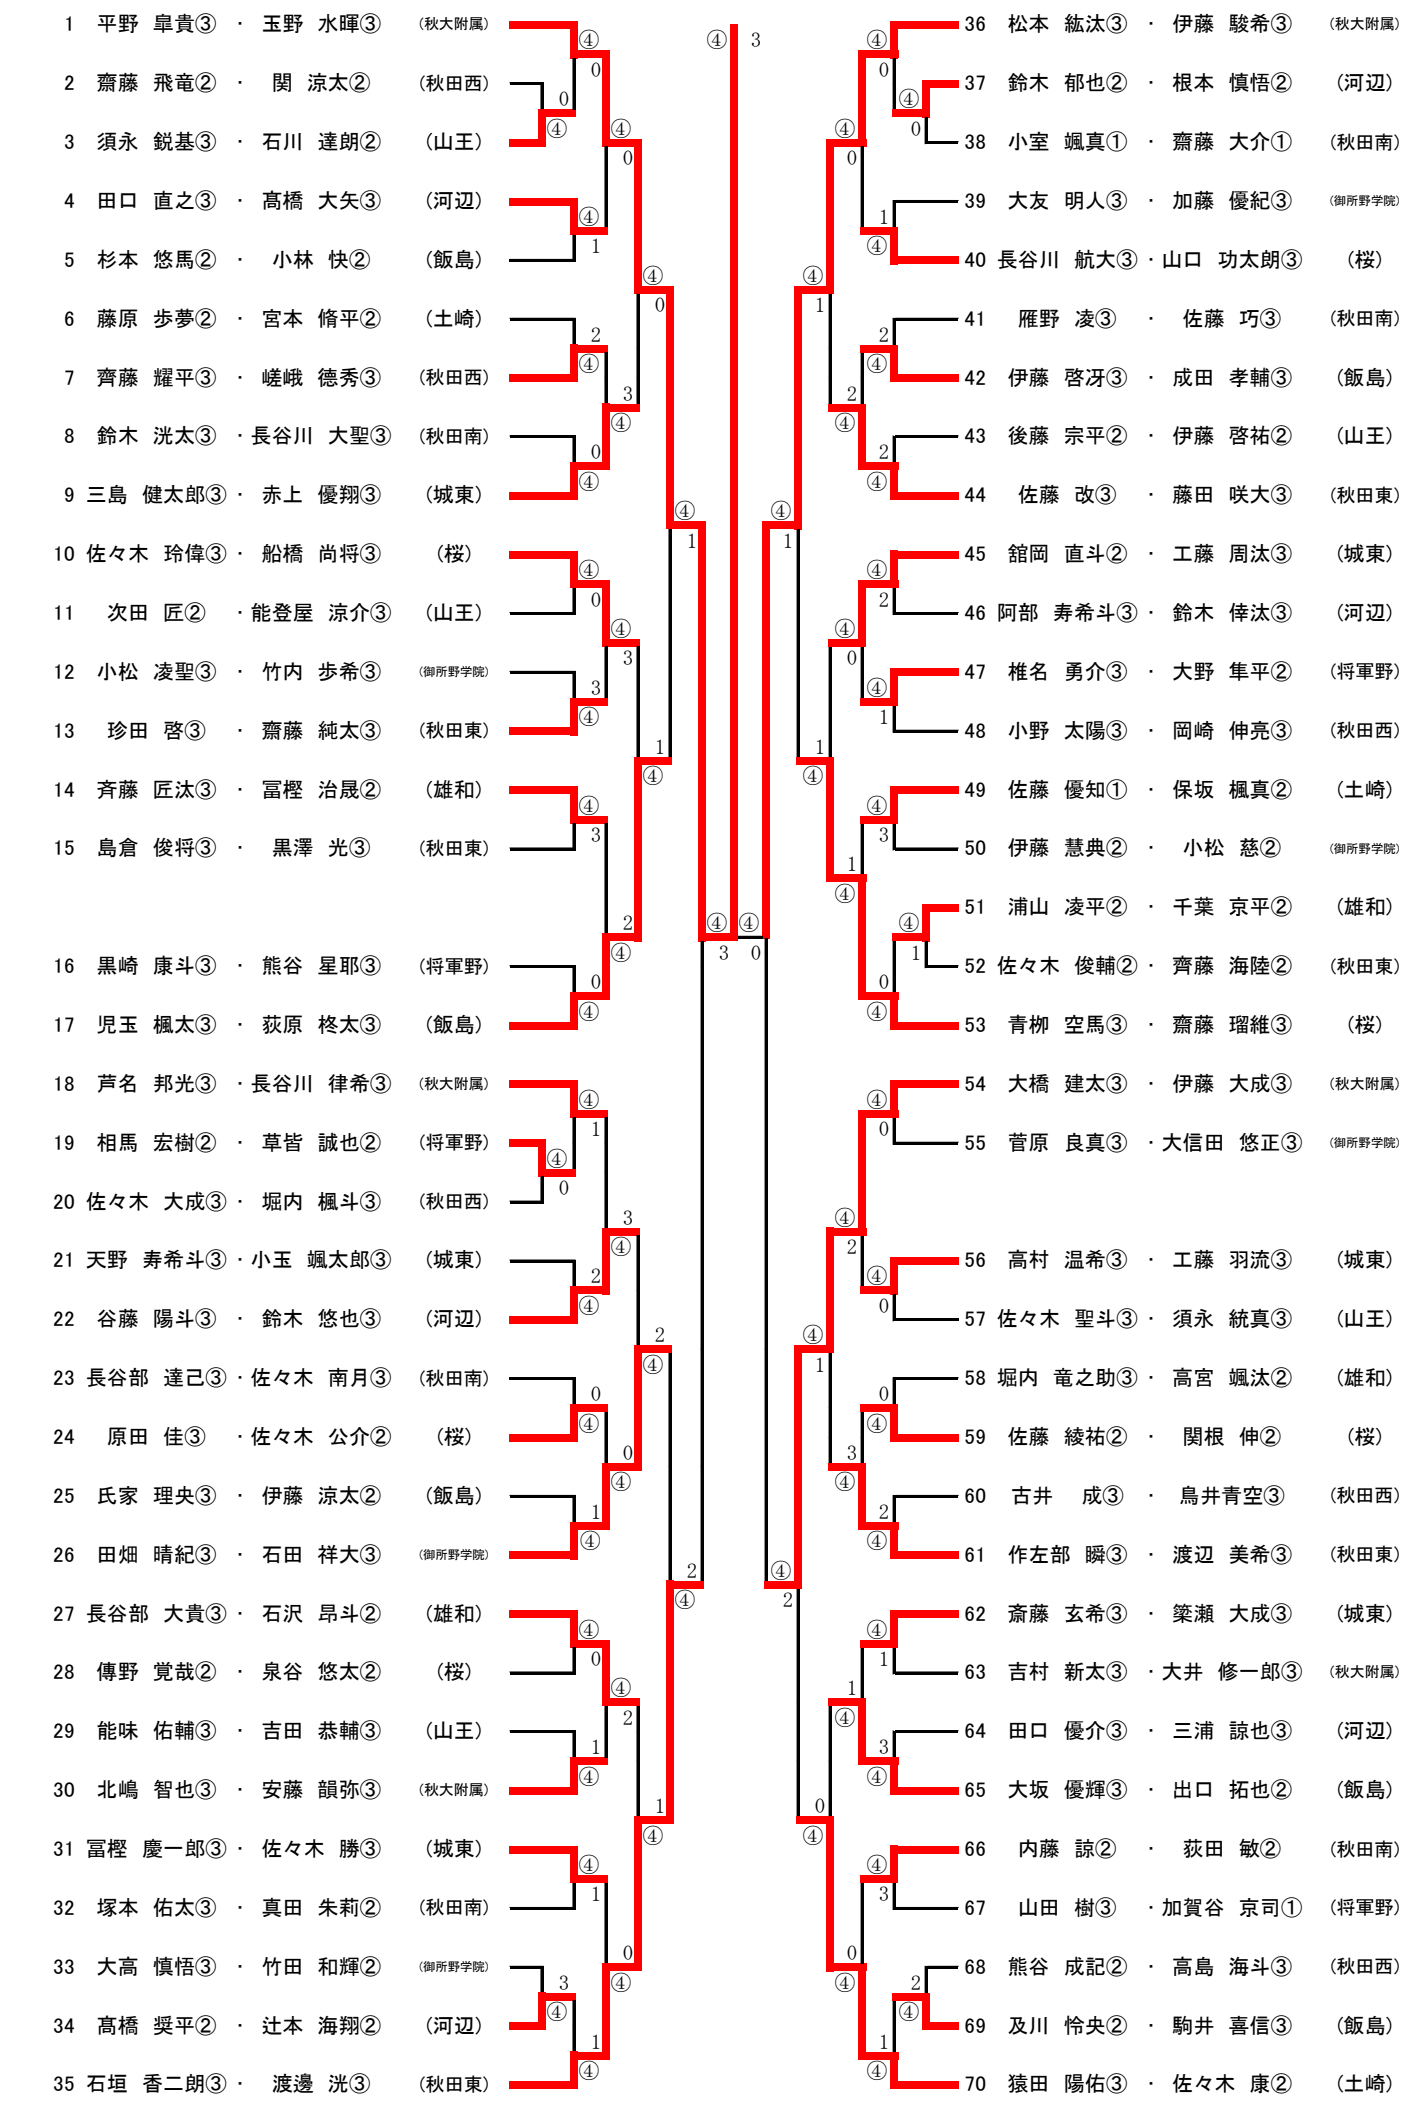 ④ 3
1 平野 皐貴③ ・ 玉野 水暉③ (秋大附属)
2 齋藤 飛竜② ・ 関 涼太② (秋田西)
3 須永 鋭基③ ・ 石川 達朗② (山王)
4 田口 直之③ ・ 髙橋 大矢③ (河辺)
5 杉本 悠馬② ・ 小林 快② (飯島)
6 藤原 歩夢② ・ 宮本 脩平② (土崎)
7 齊藤 耀平③ ・ 嵯峨 德秀③ (秋田西)
8 鈴木 洸太③ ・ 長谷川 大聖③ (秋田南)
9 三島 健太郎③ ・ 赤上 優翔③ (城東)
10 佐々木 玲偉③ ・ 船橋 尚将③ (桜)
11 次田 匠② ・ 能登屋 涼介③ (山王)
12 小松 凌聖③ ・ 竹内 歩希③ (御所野学院)
13 珍田 啓③ ・ 齋藤 純太③ (秋田東)
14 斉藤 匠汰③ ・ 冨樫 治晟② (雄和)
15 島倉 俊将③ ・ 黒澤 光③ (秋田東)
16 黒崎 康斗③ ・ 熊谷 星耶③ (将軍野)
17 児玉 楓太③ ・ 荻原 柊太③ (飯島)
18 芦名 邦光③ ・ 長谷川 律希③ (秋大附属)
19 相馬 宏樹② ・ 草皆 誠也② (将軍野)
20 佐々木 大成③ ・ 堀内 楓斗③ (秋田西)
21 天野 寿希斗③ ・ 小玉 颯太郎③ (城東)
22 谷藤 陽斗③ ・ 鈴木 悠也③ (河辺)
23 長谷部 達己③ ・ 佐々木 南月③ (秋田南)
24 原田 佳③ ・ 佐々木 公介② (桜)
25 氏家 理央③ ・ 伊藤 涼太② (飯島)
26 田畑 晴紀③ ・ 石田 祥大③ (御所野学院)
27 長谷部 大貴③ ・ 石沢 昂斗② (雄和)
28 傳野 覚哉② ・ 泉谷 悠太② (桜)
29 能味 佑輔③ ・ 吉田 恭輔③ (山王)
30 北嶋 智也③ ・ 安藤 韻弥③ (秋大附属)
31 冨樫 慶一郎③ ・ 佐々木 勝③ (城東)
32 塚本 佑太③ ・ 真田 朱莉② (秋田南)
33 大高 慎悟③ ・ 竹田 和輝② (御所野学院)
34 髙橋 奨平② ・ 辻本 海翔② (河辺)
35 石垣 香二朗③ ・ 渡邊 洸③ (秋田東)
36 松本 紘汰③ ・ 伊藤 駿希③ (秋大附属)
37 鈴木 郁也② ・ 根本 慎悟② (河辺)
38 小室 颯真① ・ 齋藤 大介① (秋田南)
39 大友 明人③ ・ 加藤 優紀③ (御所野学院)
40 長谷川 航大③ ・ 山口 功太朗③ (桜)
41 雁野 凌③ ・ 佐藤 巧③ (秋田南)
42 伊藤 啓冴③ ・ 成田 孝輔③ (飯島)
43 後藤 宗平② ・ 伊藤 啓祐② (山王)
44 佐藤 改③ ・ 藤田 咲大③ (秋田東)
45 舘岡 直斗② ・ 工藤 周汰③ (城東)
46 阿部 寿希斗③ ・ 鈴木 倖汰③ (河辺)
47 椎名 勇介③ ・ 大野 隼平② (将軍野)
48 小野 太陽③ ・ 岡崎 伸亮③ (秋田西)
49 佐藤 優知① ・ 保坂 楓真② (土崎)
50 伊藤 慧典② ・ 小松 慈② (御所野学院)
51 浦山 凌平② ・ 千葉 京平② (雄和)
52 佐々木 俊輔② ・ 齊藤 海陸② (秋田東)
53 青栁 空馬③ ・ 齋藤 瑠維③ (桜)
54 大橋 建太③ ・ 伊藤 大成③ (秋大附属)
55 菅原 良真③ ・ 大信田 悠正③ (御所野学院)
56 高村 温希③ ・ 工藤 羽流③ (城東)
57 佐々木 聖斗③ ・ 須永 統真③ (山王)
58 堀内 竜之助③ ・ 高宮 颯汰② (雄和)
59 佐藤 綾祐② ・ 関根 伸② (桜)
60 古井 成③ ・ 鳥井青空③ (秋田西)
61 作左部 瞬③ ・ 渡辺 美希③ (秋田東)
62 斎藤 玄希③ ・ 簗瀬 大成③ (城東)
63 吉村 新太③ ・ 大井 修一郎③ (秋大附属)
64 田口 優介③ ・ 三浦 諒也③ (河辺)
65 大坂 優輝③ ・ 出口 拓也② (飯島)
66 内藤 諒② ・ 荻田 敏② (秋田南)
67 山田 樹③ ・ 加賀谷 京司① (将軍野)
68 熊谷 成記② ・ 高島 海斗③ (秋田西)
69 及川 怜央② ・ 駒井 喜信③ (飯島)
70 猿田 陽佑③ ・ 佐々木 康② (土崎)